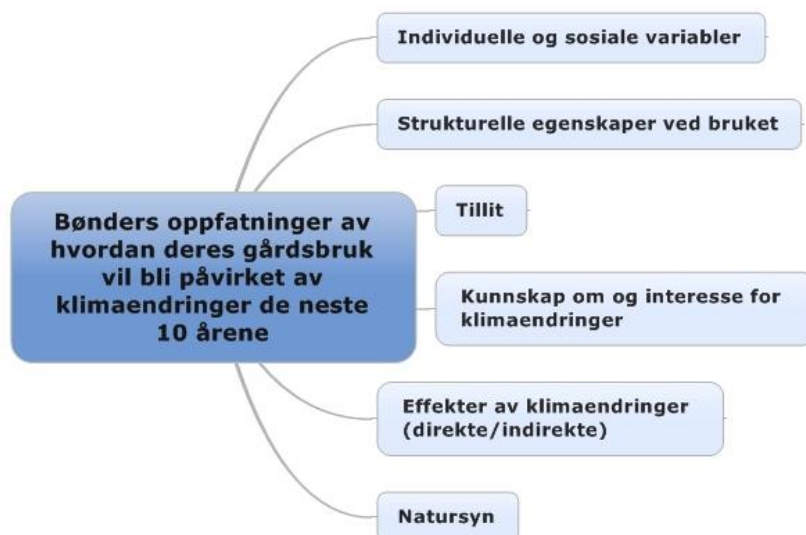 Individuelle og sosiale variabler
Strukturelle egenskaper ved bruket
Tillit
Bønders oppfatninger av
hvordan deres gårdsbruk
vil bli påvirket av
klimaendringer de neste
10 årene
Kunnskap om og interesse for
klimaendringer
Effekter av klimaendringer
(direkte/indirekte)
Natursyn